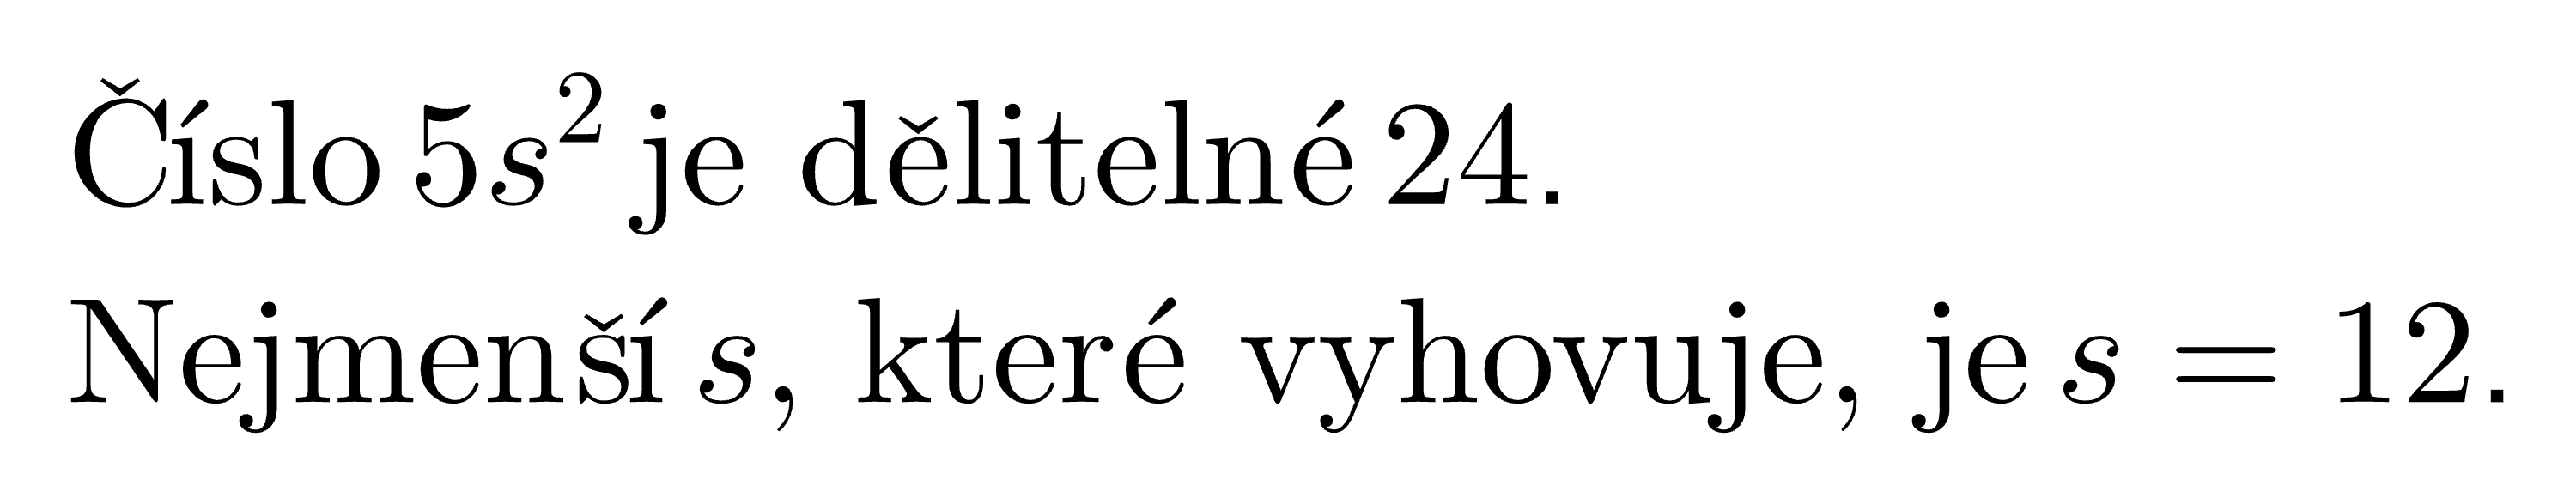 Číslo 5s² je dělitelné 24.
Nejmenší s, které vyhovuje, je s = 12.